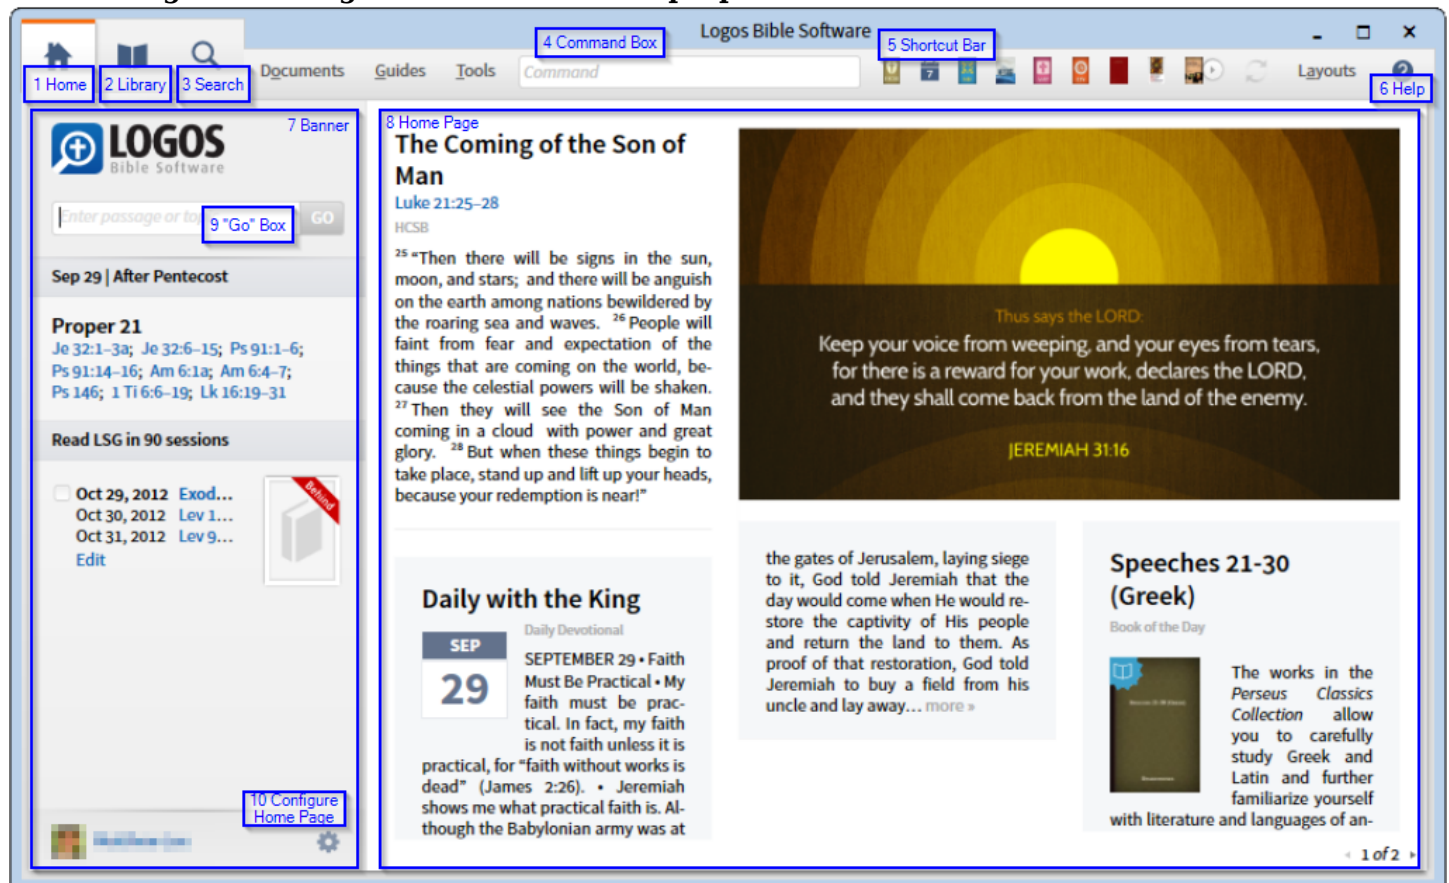 Logos Bible Software
4 Command Box
5 Shortcut Bar
1 Home
2 Library
3 Search
Documents
Guides
Tools
Command
7
Layouts
6 Help
7 Banner
LOGOS
Bible Software
Enter passage or to
GO
9 "Go" Box
Sep 29 | After Pentecost
Proper 21
Je 32:1–3a; Je 32:6–15; Ps 91:1–6;
Ps 91:14–16; Am 6:1a; Am 6:4–7;
Ps 146; 1 Ti 6:6–19; Lk 16:19–31
Read LSG in 90 sessions
Oct 29, 2012 Exod...
Oct 30, 2012 Lev 1...
Oct 31, 2012 Lev 9...
Edit
Behind
10 Configure
Home Page
8 Home Page
The Coming of the Son of
Man
Luke 21:25–28
HCSB
25 “Then there will be signs in the sun,
moon, and stars; and there will be anguish
on the earth among nations bewildered by
the roaring sea and waves. 26 People will
faint from fear and expectation of the
things that are coming on the world, be-
cause the celestial powers will be shaken.
27 Then they will see the Son of Man
coming in a cloud with power and great
glory. 28 But when these things begin to
take place, stand up and lift up your heads,
because your redemption is near!”
Thus says the LORD:
Keep your voice from weeping, and your eyes from tears,
for there is a reward for your work, declares the LORD,
and they shall come back from the land of the enemy.
JEREMIAH 31:16
Daily with the King
Daily Devotional
SEP
29
SEPTEMBER 29 • Faith
Must Be Practical • My
faith must be prac-
tical. In fact, my faith
is not faith unless it is
practical, for “faith without works is
dead” (James 2:26). • Jeremiah
shows me what practical faith is. Al-
though the Babylonian army was at
the gates of Jerusalem, laying siege
to it, God told Jeremiah that the
day would come when He would re-
store the captivity of His people
and return the land to them. As
proof of that restoration, God told
Jeremiah to buy a field from his
uncle and lay away... more »
Speeches 21-30
(Greek)
Book of the Day
The works in the
Perseus Classics
Collection allow
you to carefully
study Greek and
Latin and further
familiarize yourself
with literature and languages of an-
1 of 2